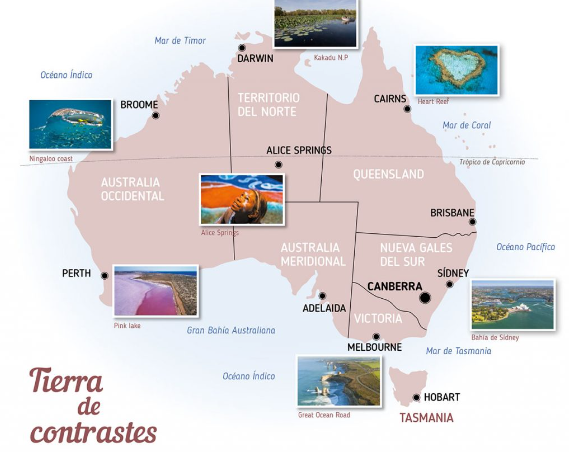 Mar de Timor
DARWIN
Kakadu N.P
Océano Índico
BROOME
TERRITORIO
DEL NORTE
CAIRNS
Heart Reef
Mar de Coral
Ningaloo coast
ALICE SPRINGS
Trópico de Capricornio
AUSTRALIA
OCCIDENTAL
QUEENSLAND
Alice Springs
BRISBANE
AUSTRALIA
MERIDIONAL
NUEVA GALES
DEL SUR
Océano Pacífico
PERTH
SÍDNEY
CANBERRA
ADELAIDA
VICTORIA
Pink lake
Gran Bahía Australiana
Bahía de Sídney
MELBOURNE
Mar de Tasmania
Océano Índico
Great Ocean Road
HOBART
TASMANIA
Tierra
de
contrastes